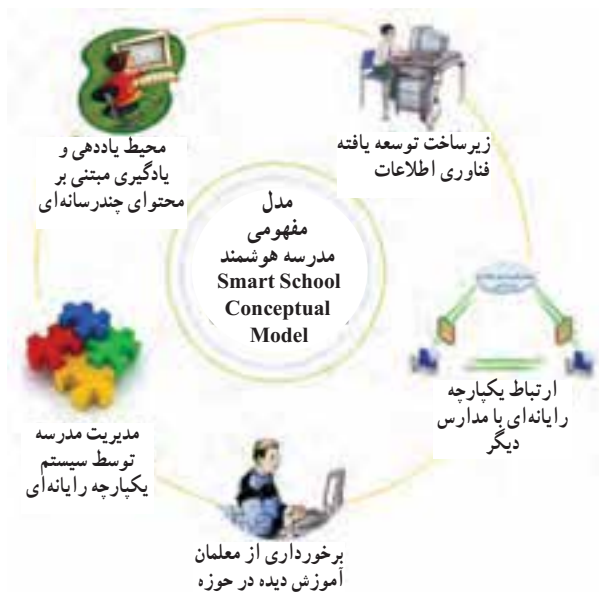 محیط یاددهی و
یادگیری مبتنی بر
محتوای چندرسانه‌ای
زیرساخت توسعه یافته
فناوری اطلاعات
مدل
مفهومی
مدرسه هوشمند
Smart School
Conceptual
Model
ارتباط یکپارچه
رایانه‌ای با مدارس
دیگر
مدیریت مدرسه
توسط سیستم
یکپارچه رایانه‌ای
برخورداری از معلمان
آموزش دیده در حوزه